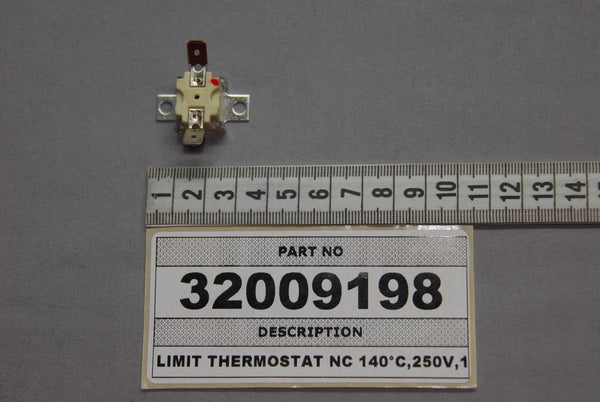 1 2 3 4 5 6 7 8 9 10 11 12 13 14
PART NO
32009198
DESCRIPTION
LIMIT THERMOSTAT NC 140°C,250V,1